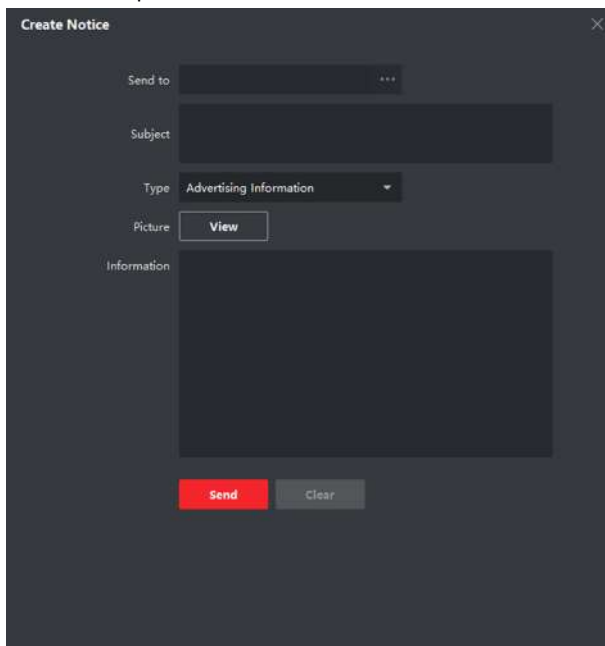 Create Notice
Send to
Subject
Type Advertising Information
Picture View
Information
Send Clear